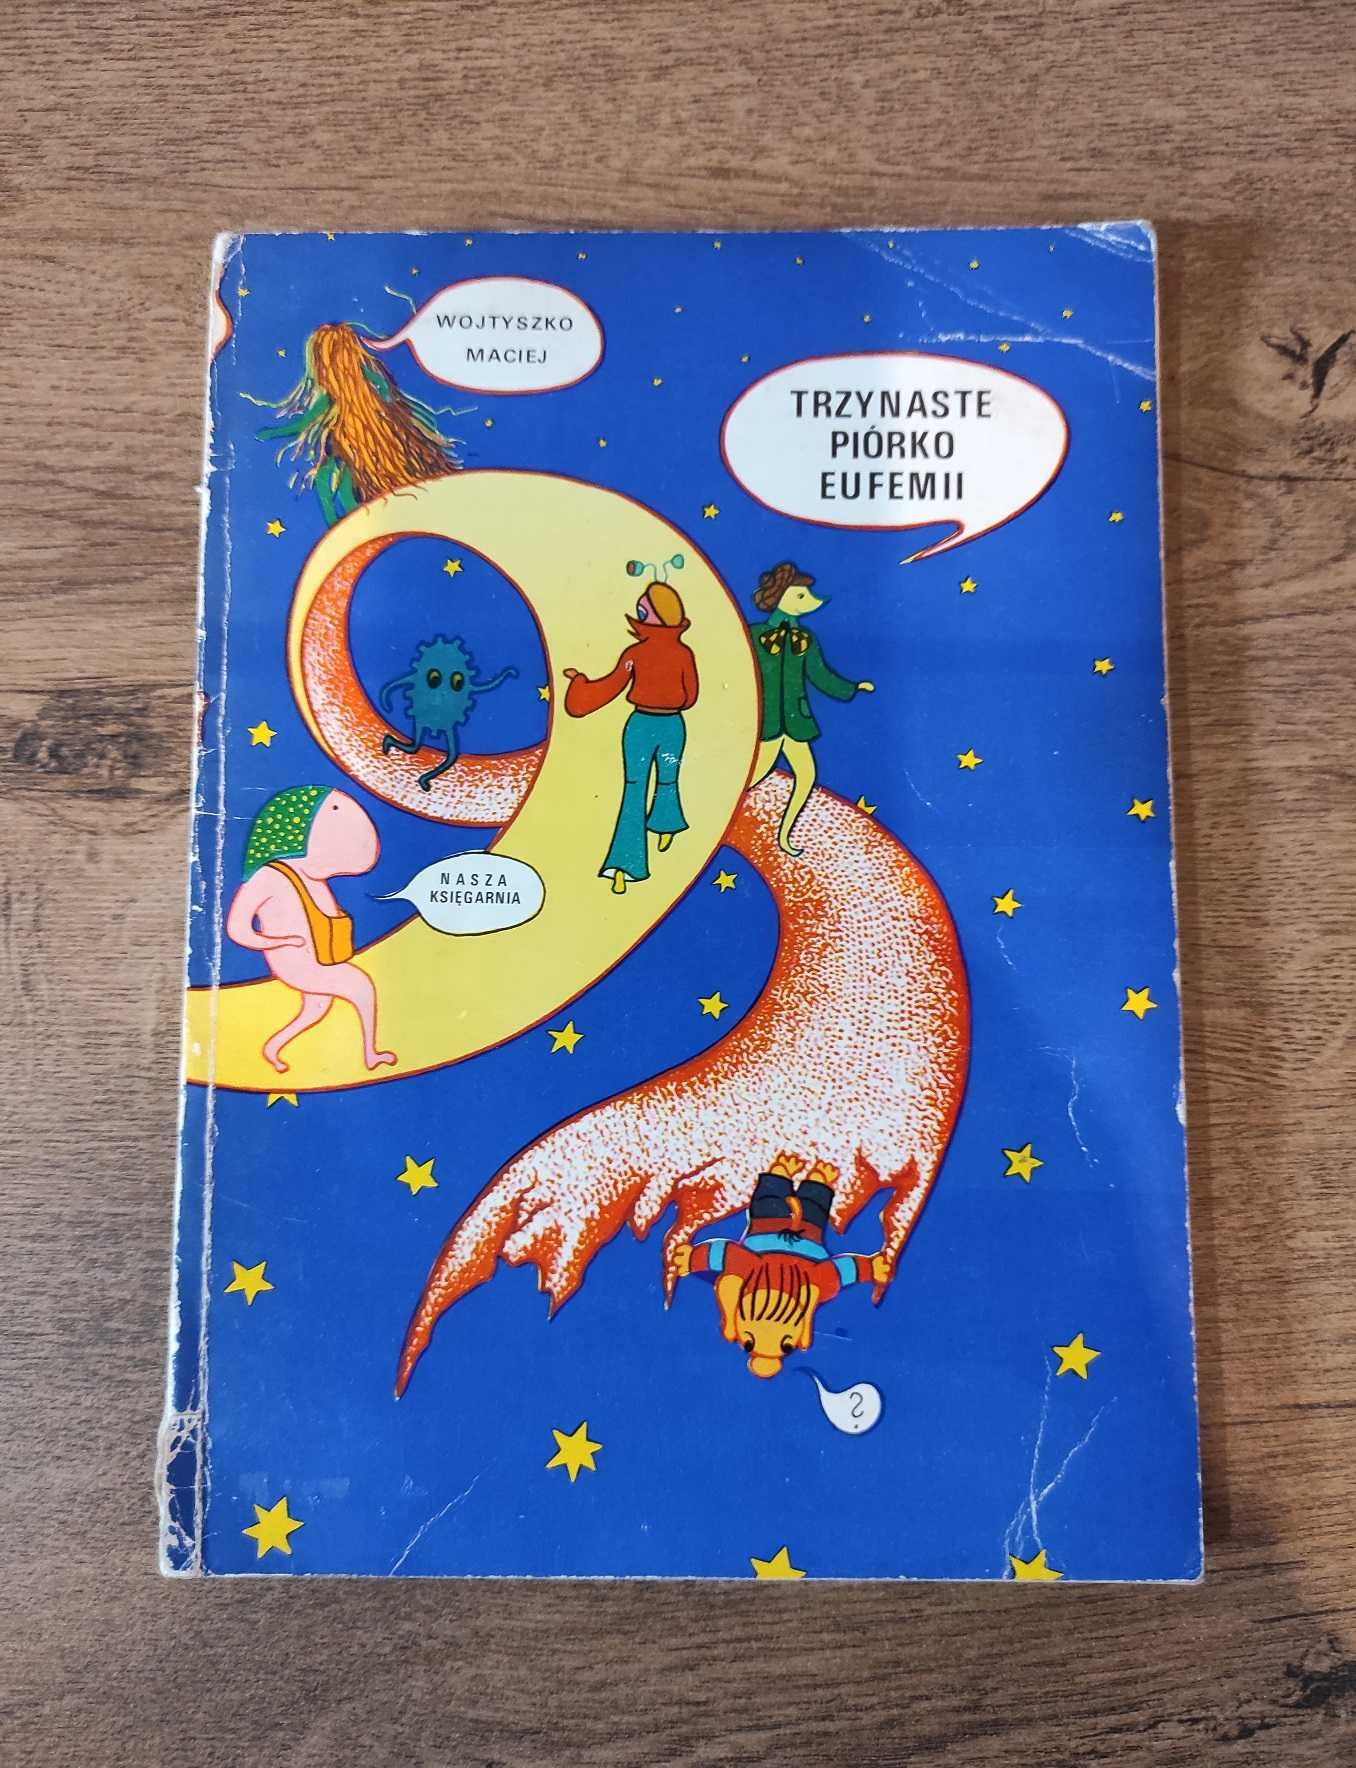 WOJTYSZKO
MACIEJ
TRZYNASTE
PIÓRKO
EUFEMII
NASZA
KSIĘGARNIA
?